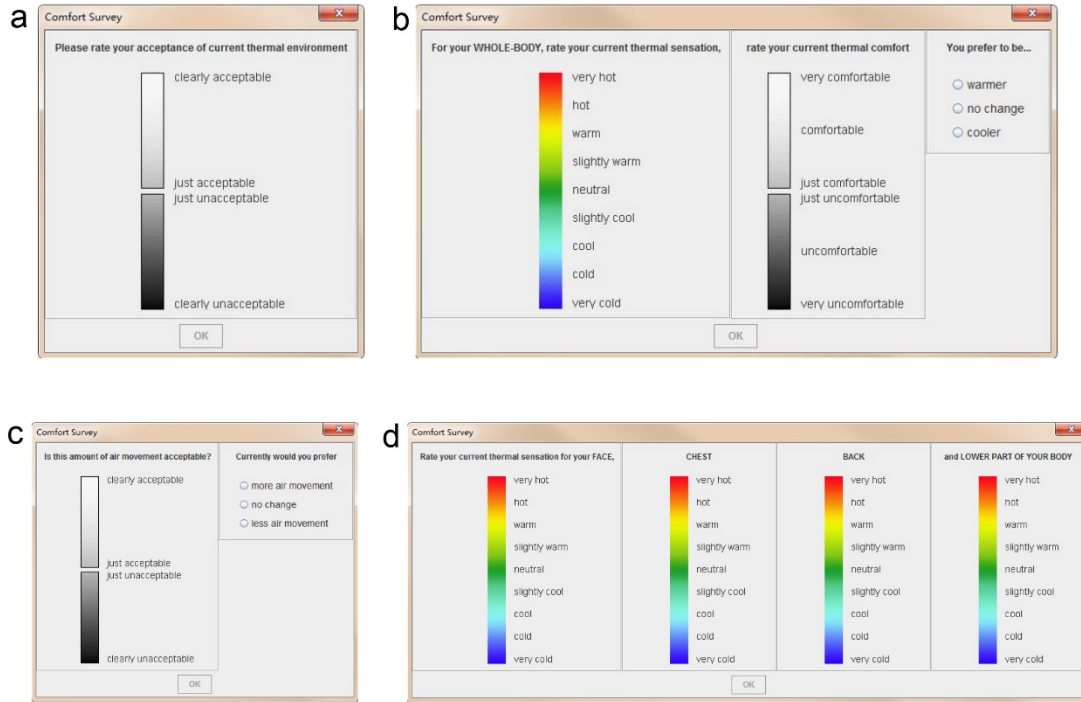 a
Comfort Survey
x
Please rate your acceptance of current thermal environment
clearly acceptable
just acceptable
just unacceptable
clearly unacceptable
OK
b
Comfort Survey
x
For your WHOLE-BODY, rate your current thermal sensation,
very hot
hot
warm
slightly warm
neutral
slightly cool
cool
cold
very cold
rate your current thermal comfort
very comfortable
comfortable
just comfortable
just uncomfortable
uncomfortable
very uncomfortable
You prefer to be...
warmer
no change
cooler
OK
c
Comfort Survey
x
Is this amount of air movement acceptable?
clearly acceptable
just acceptable
just unacceptable
clearly unacceptable
Currently would you prefer
more air movement
no change
less air movement
OK
d
Comfort Survey
x
Rate your current thermal sensation for your FACE,
very hot
hot
warm
slightly warm
neutral
slightly cool
cool
cold
very cold
CHEST
very hot
hot
warm
slightly warm
neutral
slightly cool
cool
cold
very cold
BACK
very hot
hot
warm
slightly warm
neutral
slightly cool
cool
cold
very cold
and LOWER PART OF YOUR BODY
very hot
hot
warm
slightly warm
neutral
slightly cool
cool
cold
very cold
OK